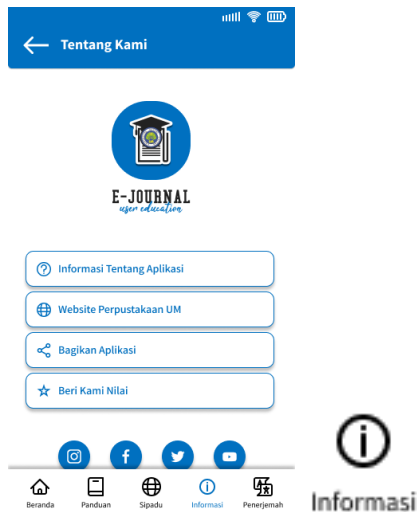 Tentang Kami
E-JOURNAL
user education
Informasi Tentang Aplikasi
Website Perpustakaan UM
Bagikan Aplikasi
Beri Kami Nilai
Beranda Panduan Sipadu Informasi Penerjemah
Informasi